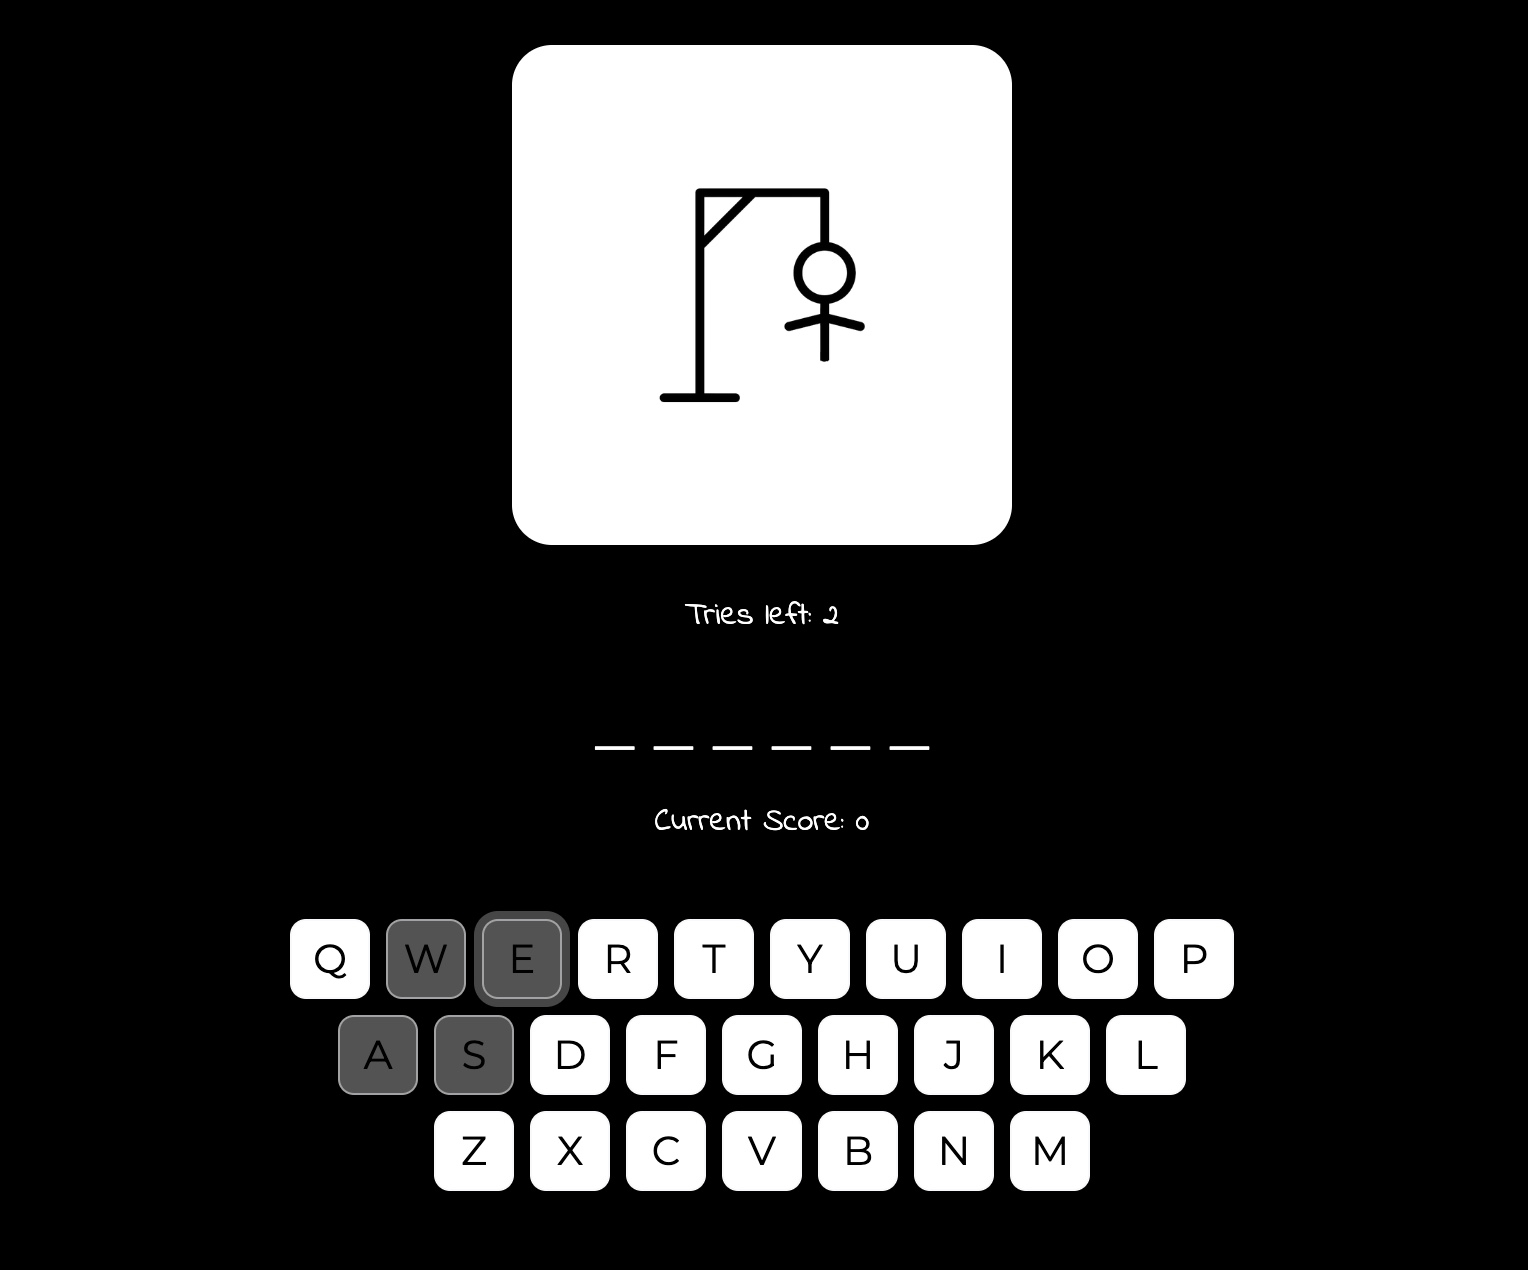 Tries left: 2
_ _ _ _ _ _
Current Score: 0
Q W E R T Y U I O P
A S D F G H J K L
Z X C V B N M